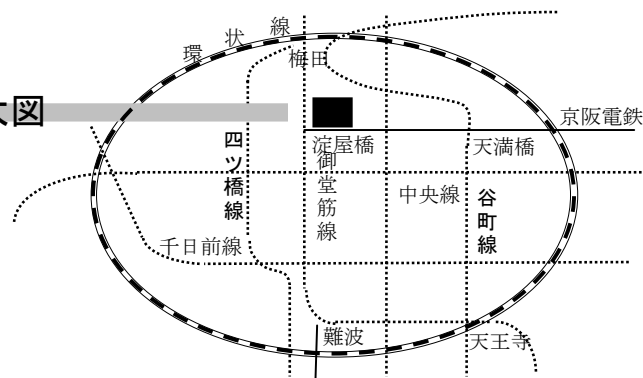 環状線
梅田
大図
京阪電鉄
淀屋橋
天満橋
四ツ橋線
御堂筋線
中央線
谷町線
千日前線
難波
天王寺